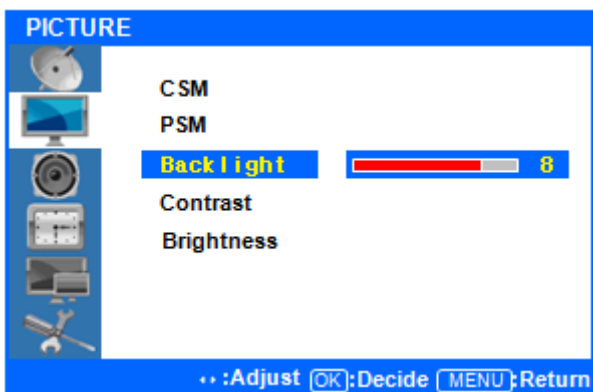 PICTURE
CSM
PSM
Backlight 8
Contrast
Brightness
:Adjust OK:Decide MENU:Return